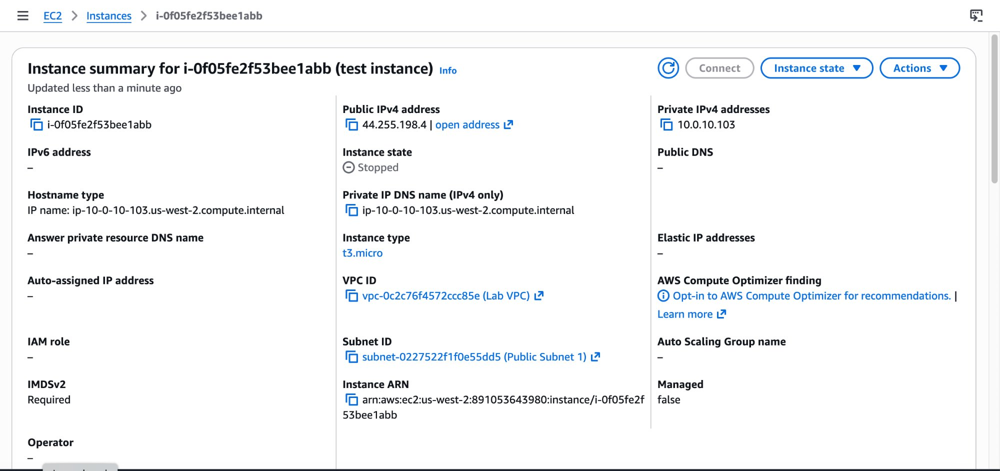 EC2 > Instances > i-0f05fe2f53bee1abb
Instance summary for i-0f05fe2f53bee1abb (test instance) Info
Connect
Instance state
Actions
Updated less than a minute ago
Instance ID
i-0f05fe2f53bee1abb
Public IPv4 address
44.255.198.4 | open address
Private IPv4 addresses
10.0.10.103
IPv6 address
–
Instance state
Stopped
Public DNS
–
Hostname type
IP name: ip-10-0-10-103.us-west-2.compute.internal
Private IP DNS name (IPv4 only)
ip-10-0-10-103.us-west-2.compute.internal
Answer private resource DNS name
–
Instance type
t3.micro
Elastic IP addresses
–
Auto-assigned IP address
–
VPC ID
vpc-0c2c76f4572ccc85e (Lab VPC)
AWS Compute Optimizer finding
Opt-in to AWS Compute Optimizer for recommendations. |
Learn more
IAM role
–
Subnet ID
subnet-0227522f1f0e55dd5 (Public Subnet 1)
Auto Scaling Group name
–
IMDSv2
Required
Instance ARN
arn:aws:ec2:us-west-2:891053643980:instance/i-0f05fe2f
53bee1abb
Managed
false
Operator
–